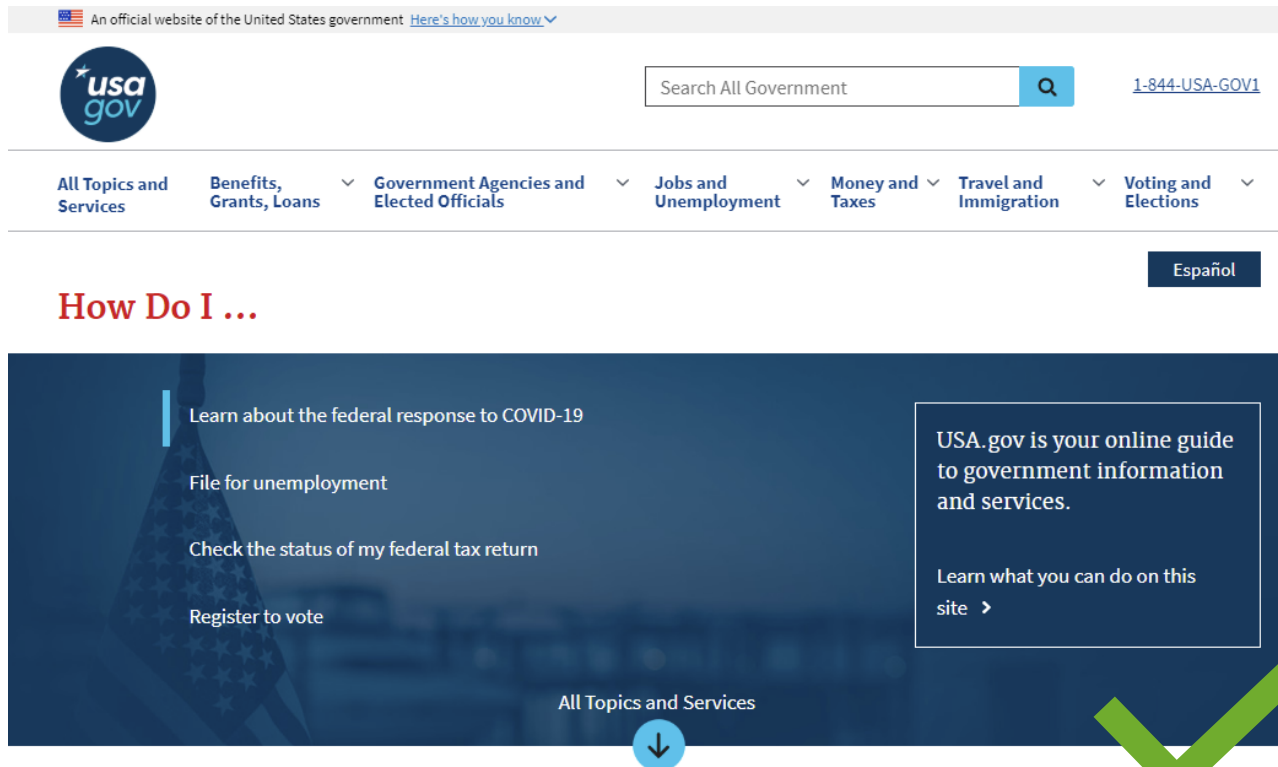 An official website of the United States government Here's how you know
usa
gov
Search All Government
1-844-USA-GOV1
All Topics and
Services
Benefits,
Grants, Loans
Government Agencies and
Elected Officials
Jobs and
Unemployment
Money and
Taxes
Travel and
Immigration
Voting and
Elections
Español
How Do I ...
Learn about the federal response to COVID-19
File for unemployment
Check the status of my federal tax return
Register to vote
USA.gov is your online guide
to government information
and services.
Learn what you can do on this
site >
All Topics and Services